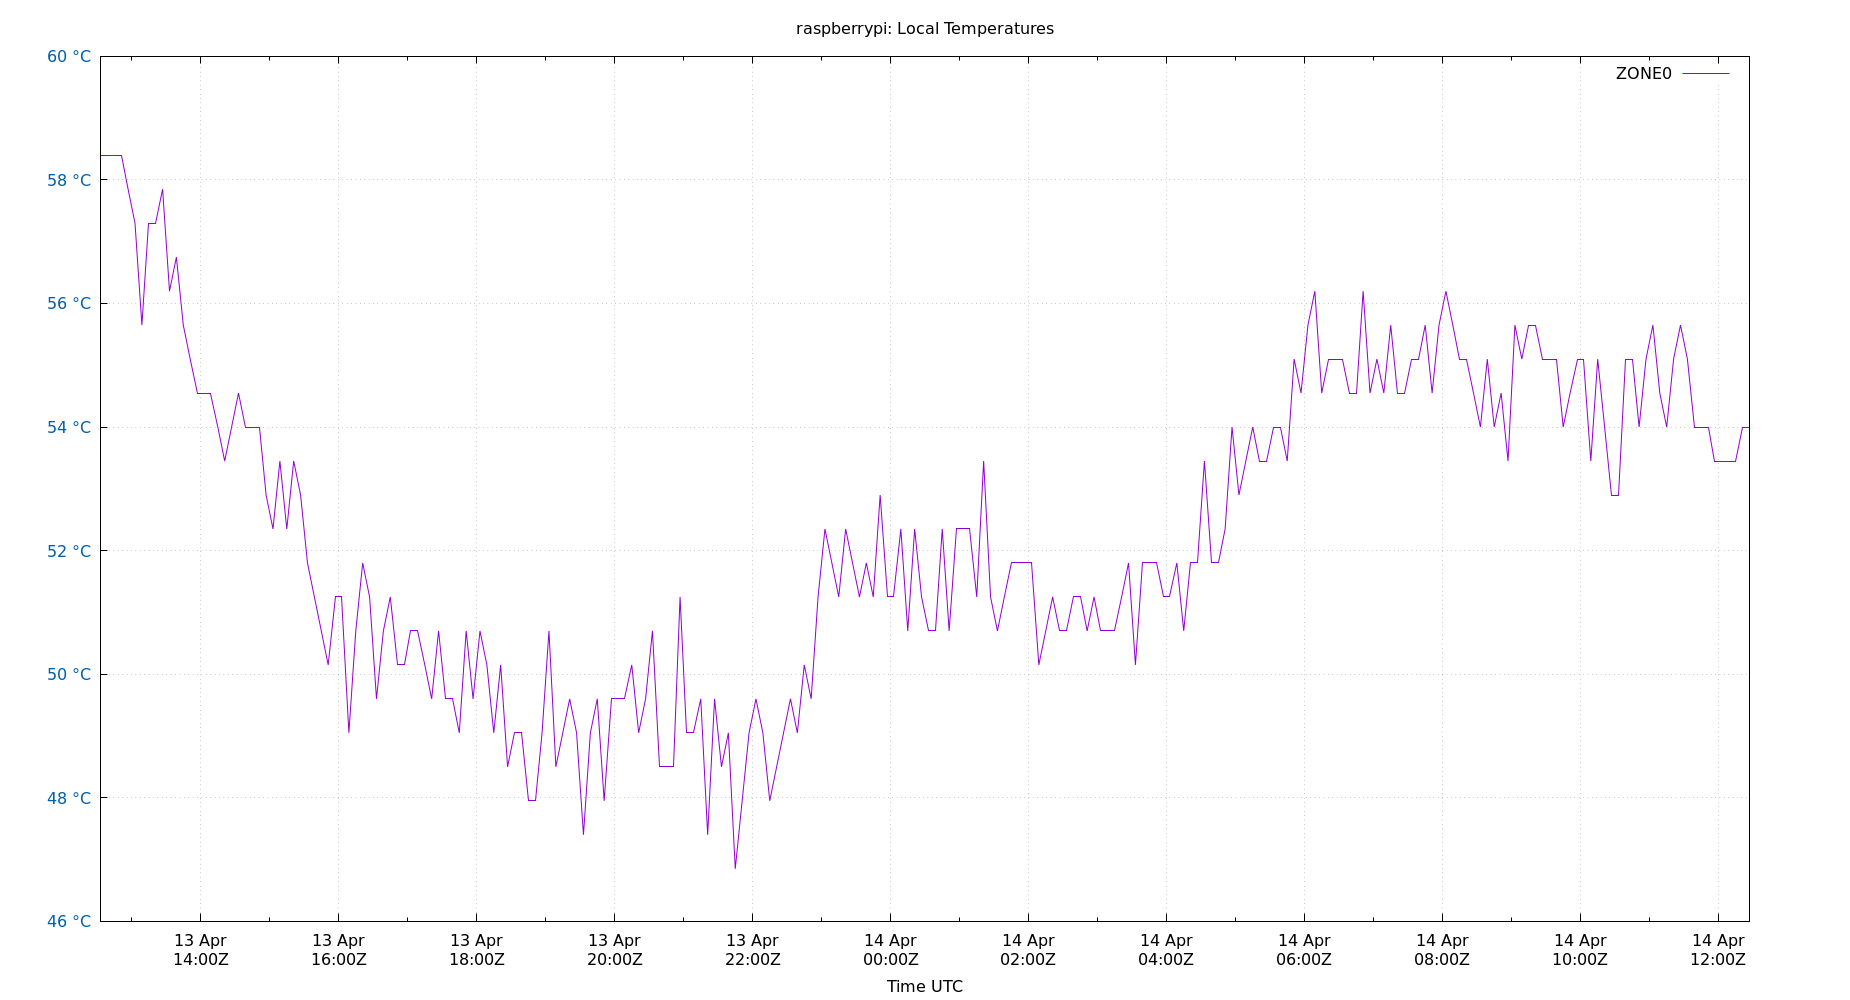 raspberrypi: Local Temperatures
60 °C
ZONE0
58 °C
56 °C
54 °C
52 °C
50 °C
48 °C
46 °C
13 Apr 13 Apr 13 Apr 13 Apr 13 Apr 14 Apr 14 Apr 14 Apr 14 Apr 14 Apr 14 Apr 14 Apr
14:00Z 16:00Z 18:00Z 20:00Z 22:00Z 00:00Z 02:00Z 04:00Z 06:00Z 08:00Z 10:00Z 12:00Z
Time UTC